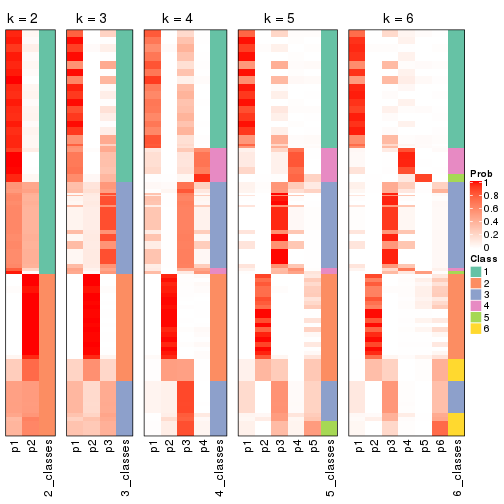 k = 2
k = 3
k = 4
k = 5
k = 6
p1
p2
2_classes
p1
p2
p3
3_classes
p1
p2
p3
p4
4_classes
p1
p2
p3
p4
p5
5_classes
p1
p2
p3
p4
p5
p6
6_classes
Prob
1
0.8
0.6
0.4
0.2
0
Class
1
2
3
4
5
6